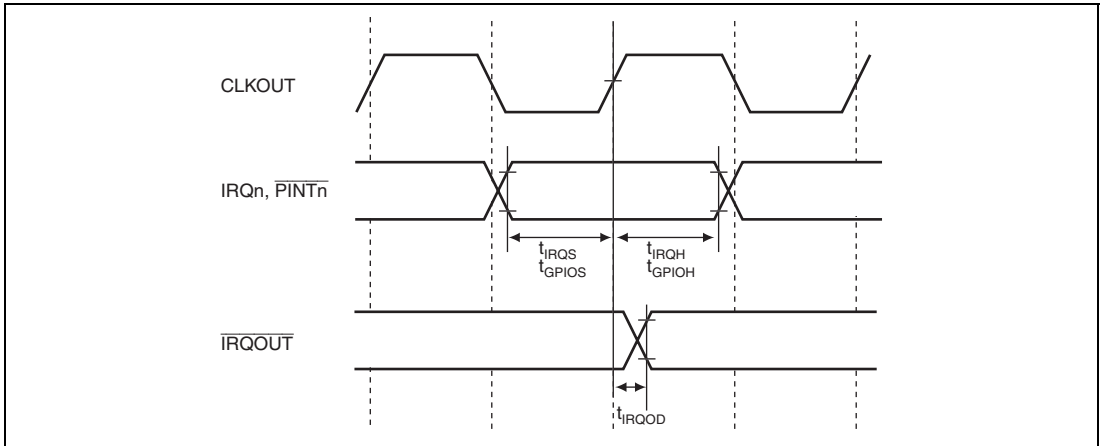 CLKOUT
IRQn, PINTn
tIRQS tIRQH
tGPIOS tGPIOH
IRQOUT
tIRQOD